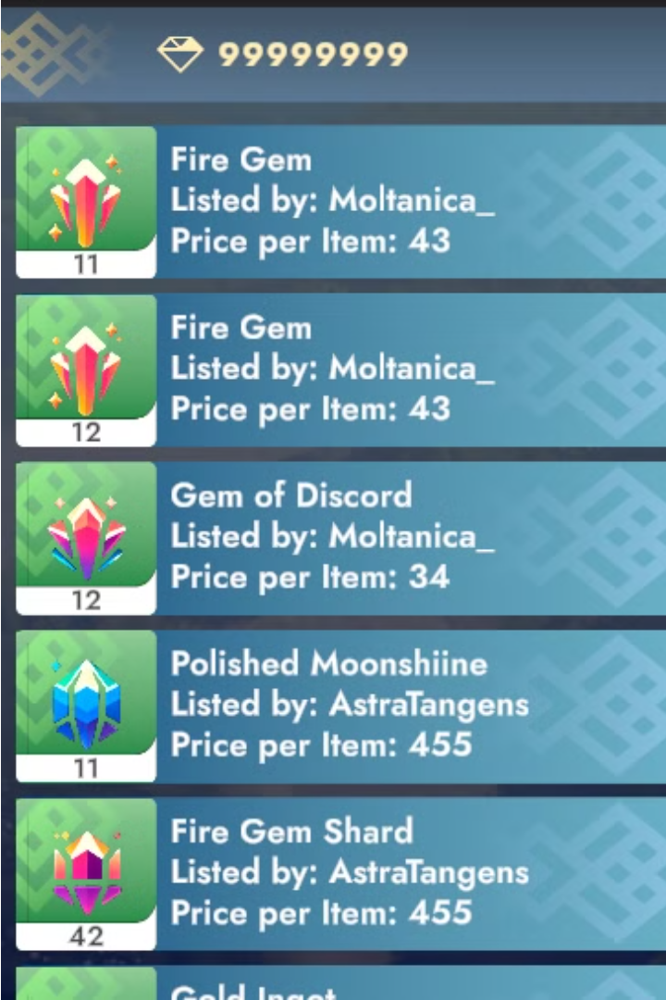 99999999
Fire Gem
Listed by: Moltanica_
Price per Item: 43
11
Fire Gem
Listed by: Moltanica_
Price per Item: 43
12
Gem of Discord
Listed by: Moltanica_
Price per Item: 34
12
Polished Moonshiine
Listed by: AstraTangens
Price per Item: 455
11
Fire Gem Shard
Listed by: AstraTangens
Price per Item: 455
42
Gold Ingot